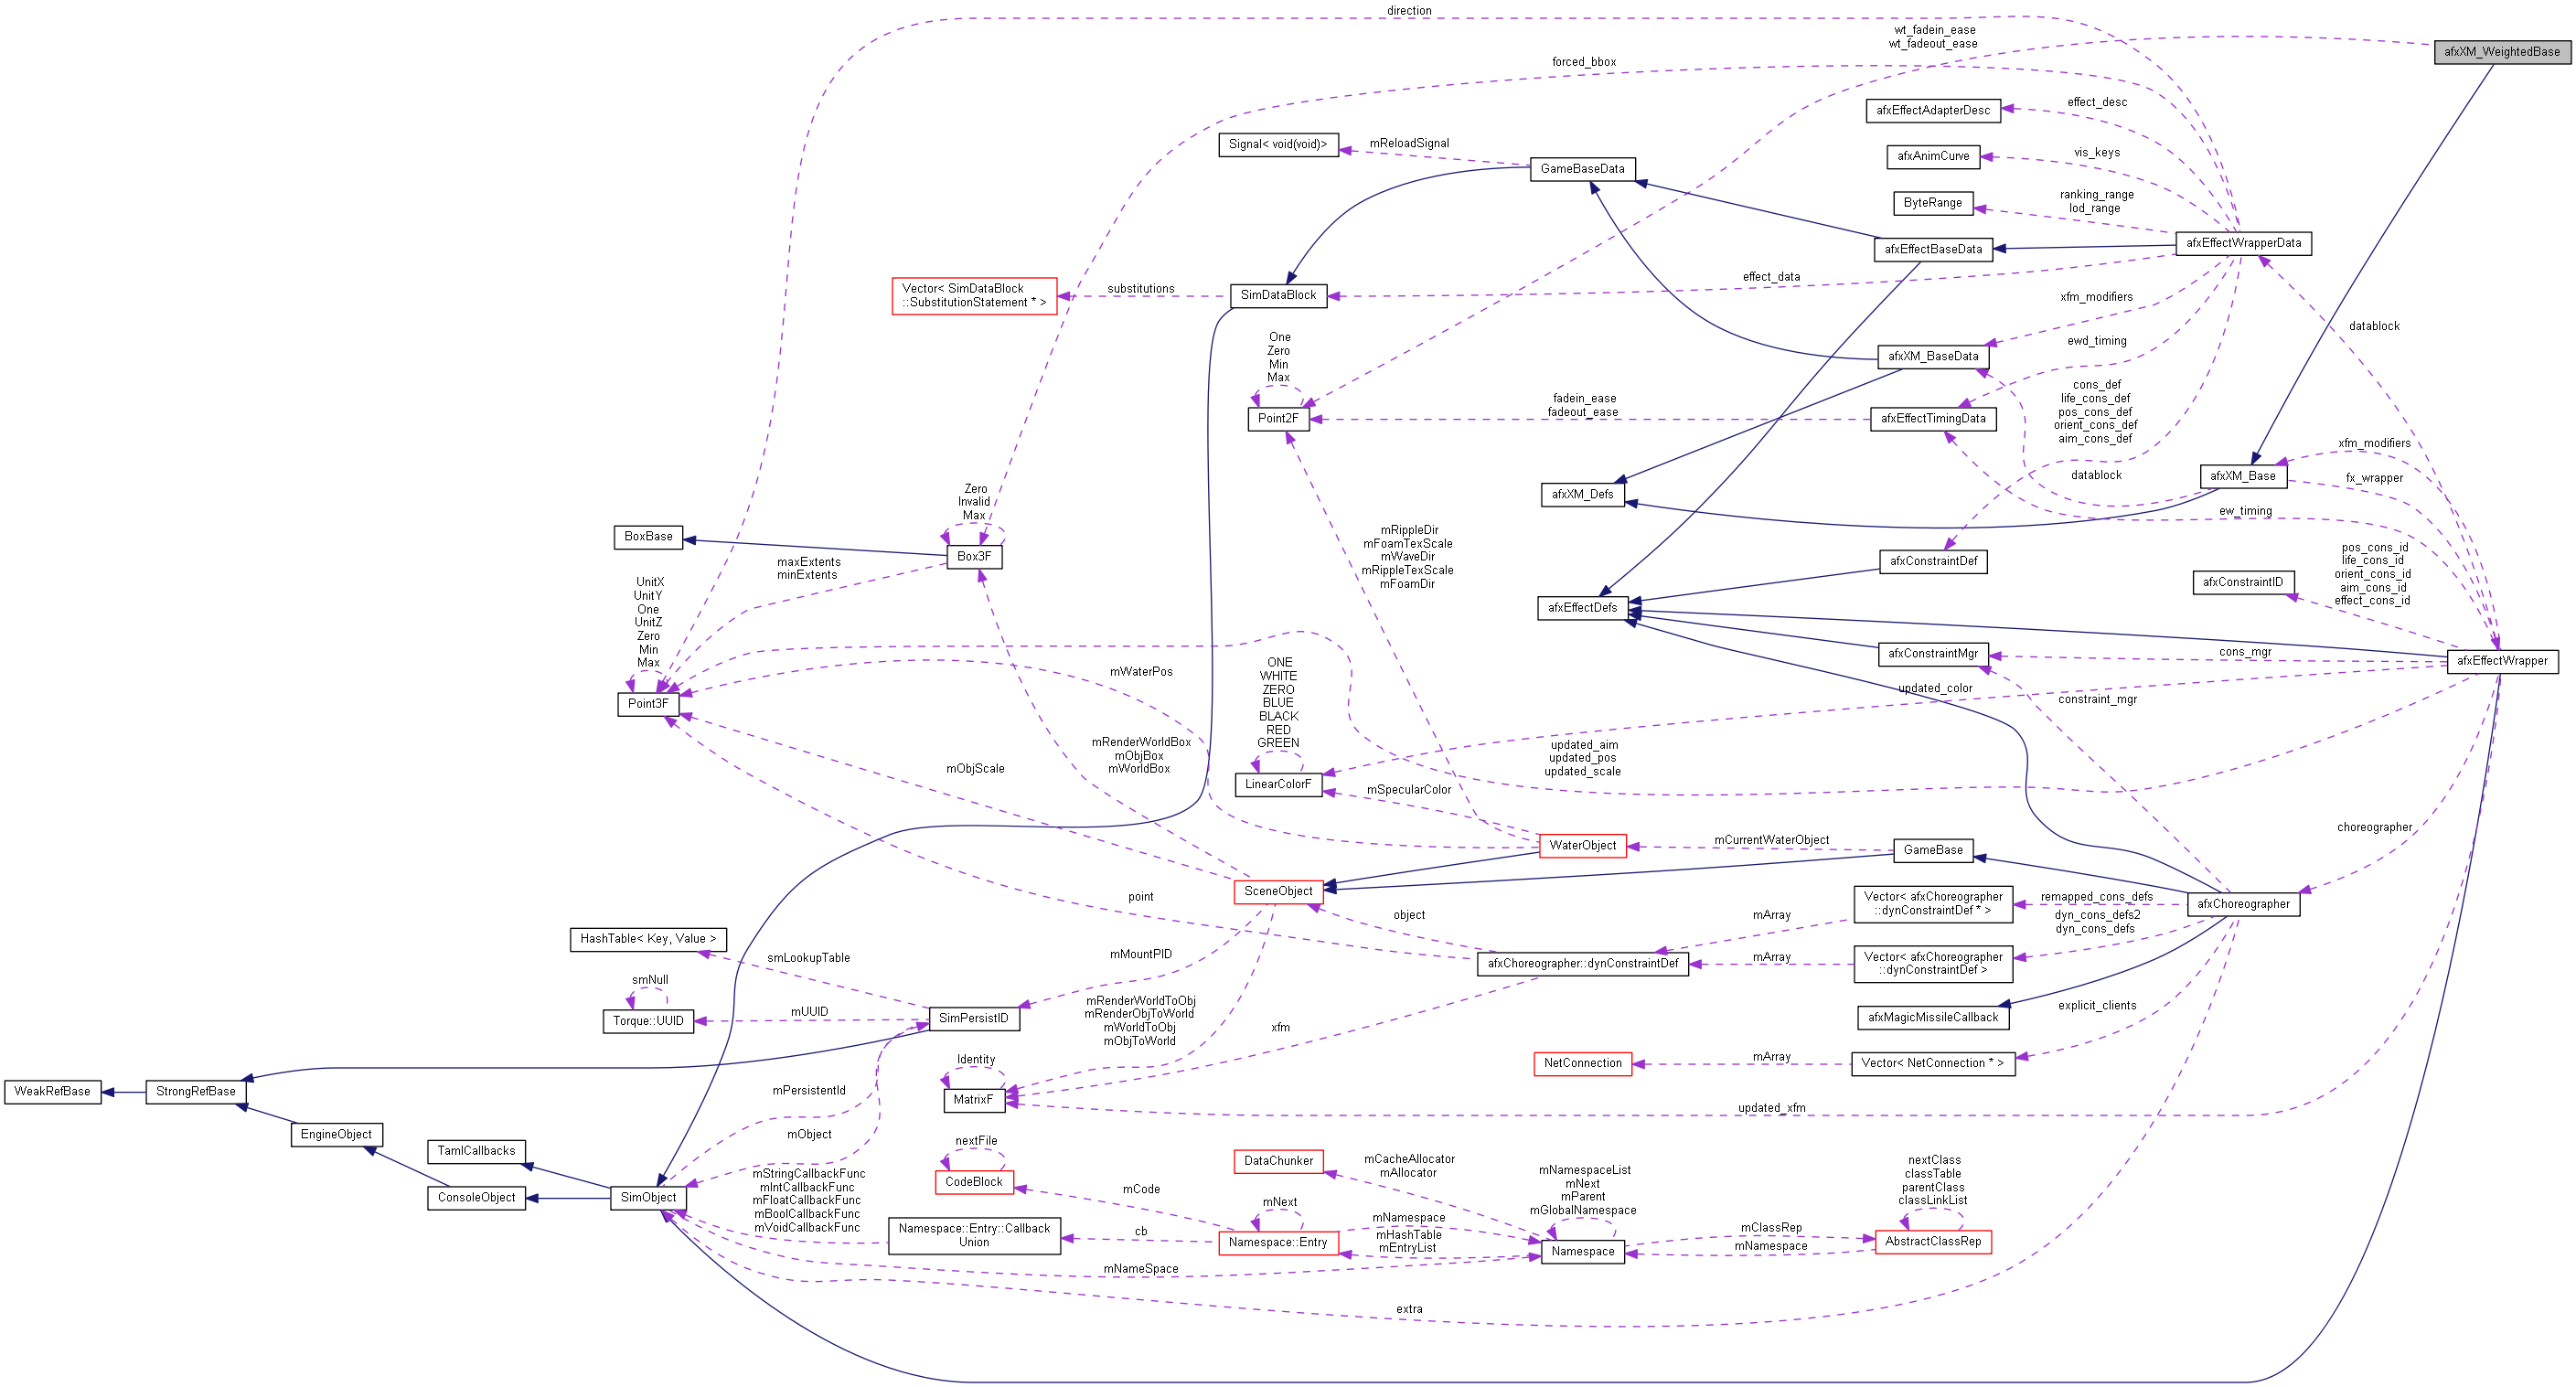 direction
wt_fadein_ease
wt_fadeout_ease
afxXM_WeightedBase
forced_bbox
effect_desc
afxEffectAdapterDesc
Signal< void(void)>
mReloadSignal
vis_keys
afxAnimCurve
GameBaseData
ranking_range
lod_range
ByteRange
afxEffectBaseData
afxEffectWrapperData
Vector< SimDataBlock
::SubstitutionStatement * >
substitutions
SimDataBlock
effect_data
xfm_modifiers
datablock
One
Zero
Min
Max
afxXM_BaseData
ewd_timing
Point2F
fadein_ease
fadeout_ease
afxEffectTimingData
cons_def
life_cons_def
pos_cons_def
orient_cons_def
aim_cons_def
xfm_modifiers
afxXM_Base
fx_wrapper
datablock
afxXM_Defs
ew_timing
Zero
Invalid
Max
BoxBase
Box3F
mRippleDir
mFoamTexScale
mWaveDir
mRippleTexScale
mFoamDir
afxConstraintDef
pos_cons_id
life_cons_id
orient_cons_id
aim_cons_id
effect_cons_id
afxConstraintID
maxExtents
minExtents
UnitX
UnitY
One
UnitZ
Zero
Min
Max
afxEffectDefs
afxConstraintMgr
cons_mgr
afxEffectWrapper
Point3F
mWaterPos
ONE
WHITE
ZERO
BLUE
BLACK
RED
GREEN
updated_color
constraint_mgr
mRenderWorldBox
mObjBox
mWorldBox
mObjScale
LinearColorF
updated_aim
updated_pos
updated_scale
mSpecularColor
choreographer
WaterObject
mCurrentWaterObject
GameBase
SceneObject
point
object
Vector< afxChoreographer
::dynConstraintDef * >
remapped_cons_defs
afxChoreographer
dyn_cons_defs2
dyn_cons_defs
HashTable< Key, Value >
smLookupTable
mMountPID
mArray
afxChoreographer::dynConstraintDef
mArray
Vector< afxChoreographer
::dynConstraintDef >
smNull
Torque::UUID
mUUID
SimPersistID
mRenderWorldToObj
mRenderObjToWorld
mWorldToObj
mObjToWorld
xfm
afxMagicMissileCallback
explicit_clients
NetConnection
mArray
Vector< NetConnection * >
Identity
MatrixF
WeakRefBase
StrongRefBase
mPersistentId
updated_xfm
EngineObject
mObject
TamlCallbacks
nextFile
CodeBlock
DataChunker
mCacheAllocator
mAllocator
mNamespaceList
mNext
mParent
mGlobalNamespace
nextClass
classTable
parentClass
classLinkList
ConsoleObject
SimObject
mStringCallbackFunc
mIntCallbackFunc
mFloatCallbackFunc
mBoolCallbackFunc
mVoidCallbackFunc
mCode
mNext
mNamespace
Namespace::Entry::Callback
Union
cb
Namespace::Entry
mHashTable
mEntryList
Namespace
mClassRep
mNamespace
AbstractClassRep
mNameSpace
extra